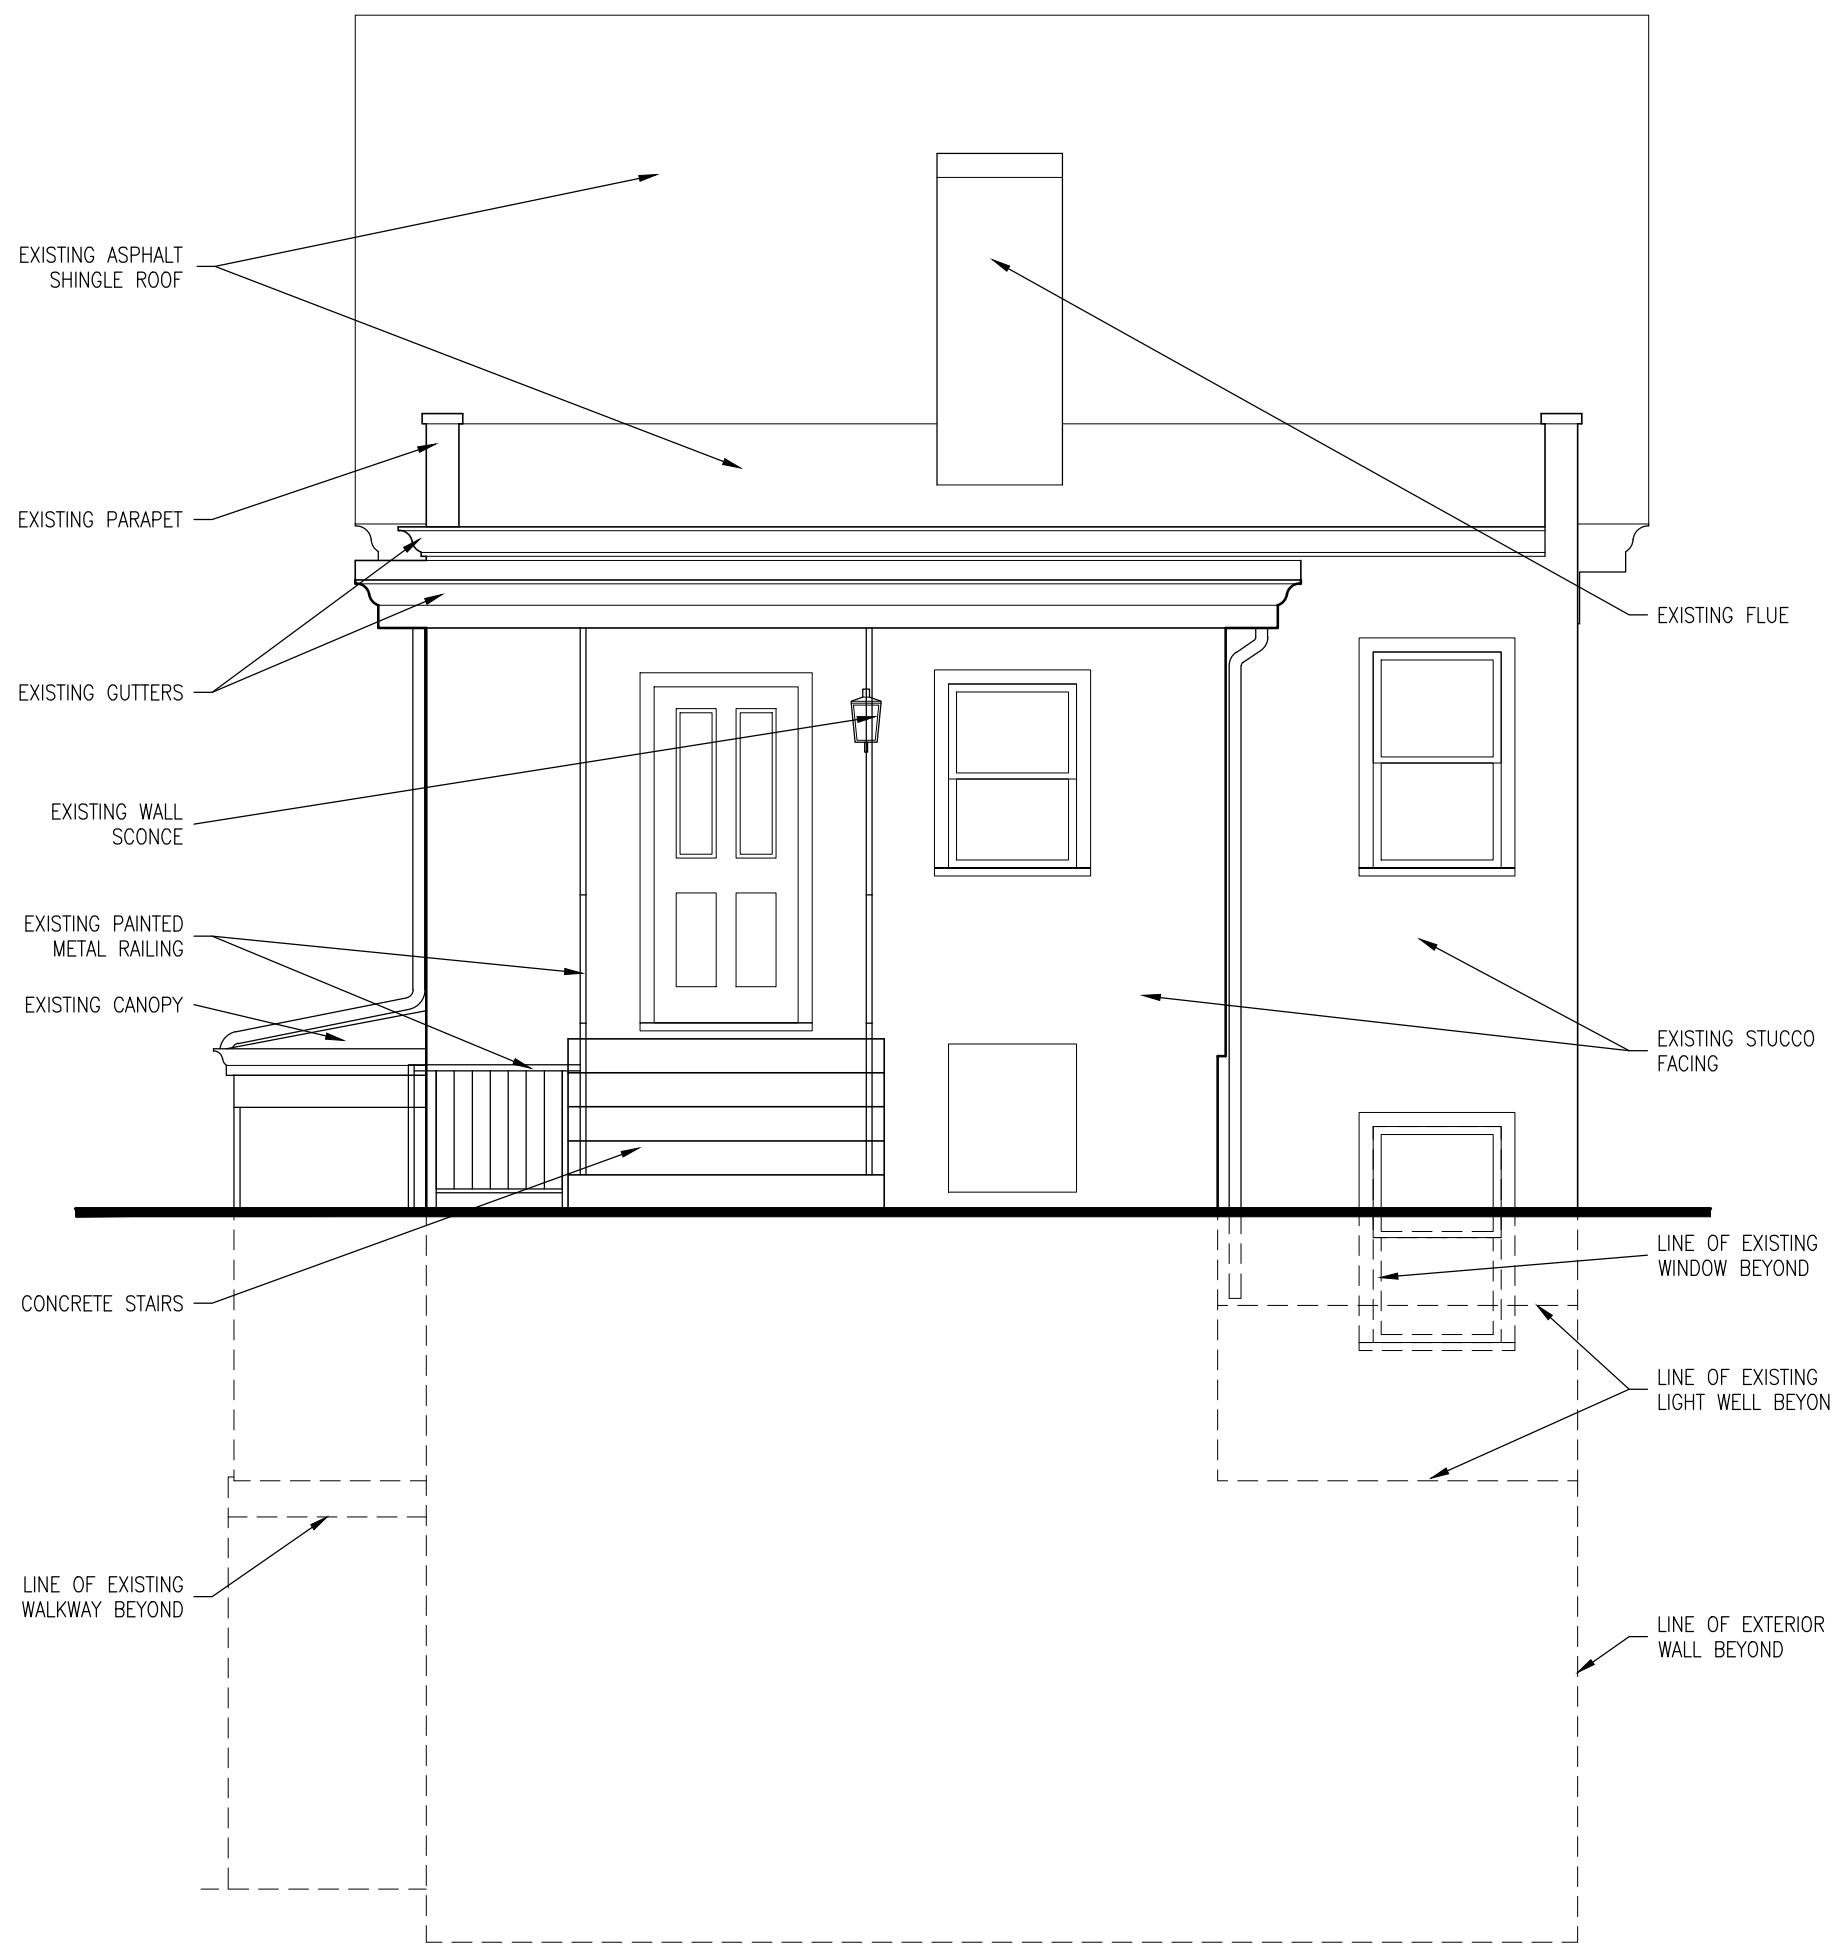 EXISTING ASPHALT
SHINGLE ROOF
EXISTING PARAPET
EXISTING FLUE
EXISTING GUTTERS
EXISTING WALL
SCONCE
EXISTING PAINTED
METAL RAILING
EXISTING CANOPY
EXISTING STUCCO
FACING
LINE OF EXISTING
WINDOW BEYOND
CONCRETE STAIRS
LINE OF EXISTING
LIGHT WELL BEYON
LINE OF EXISTING
WALKWAY BEYOND
LINE OF EXTERIOR
WALL BEYOND